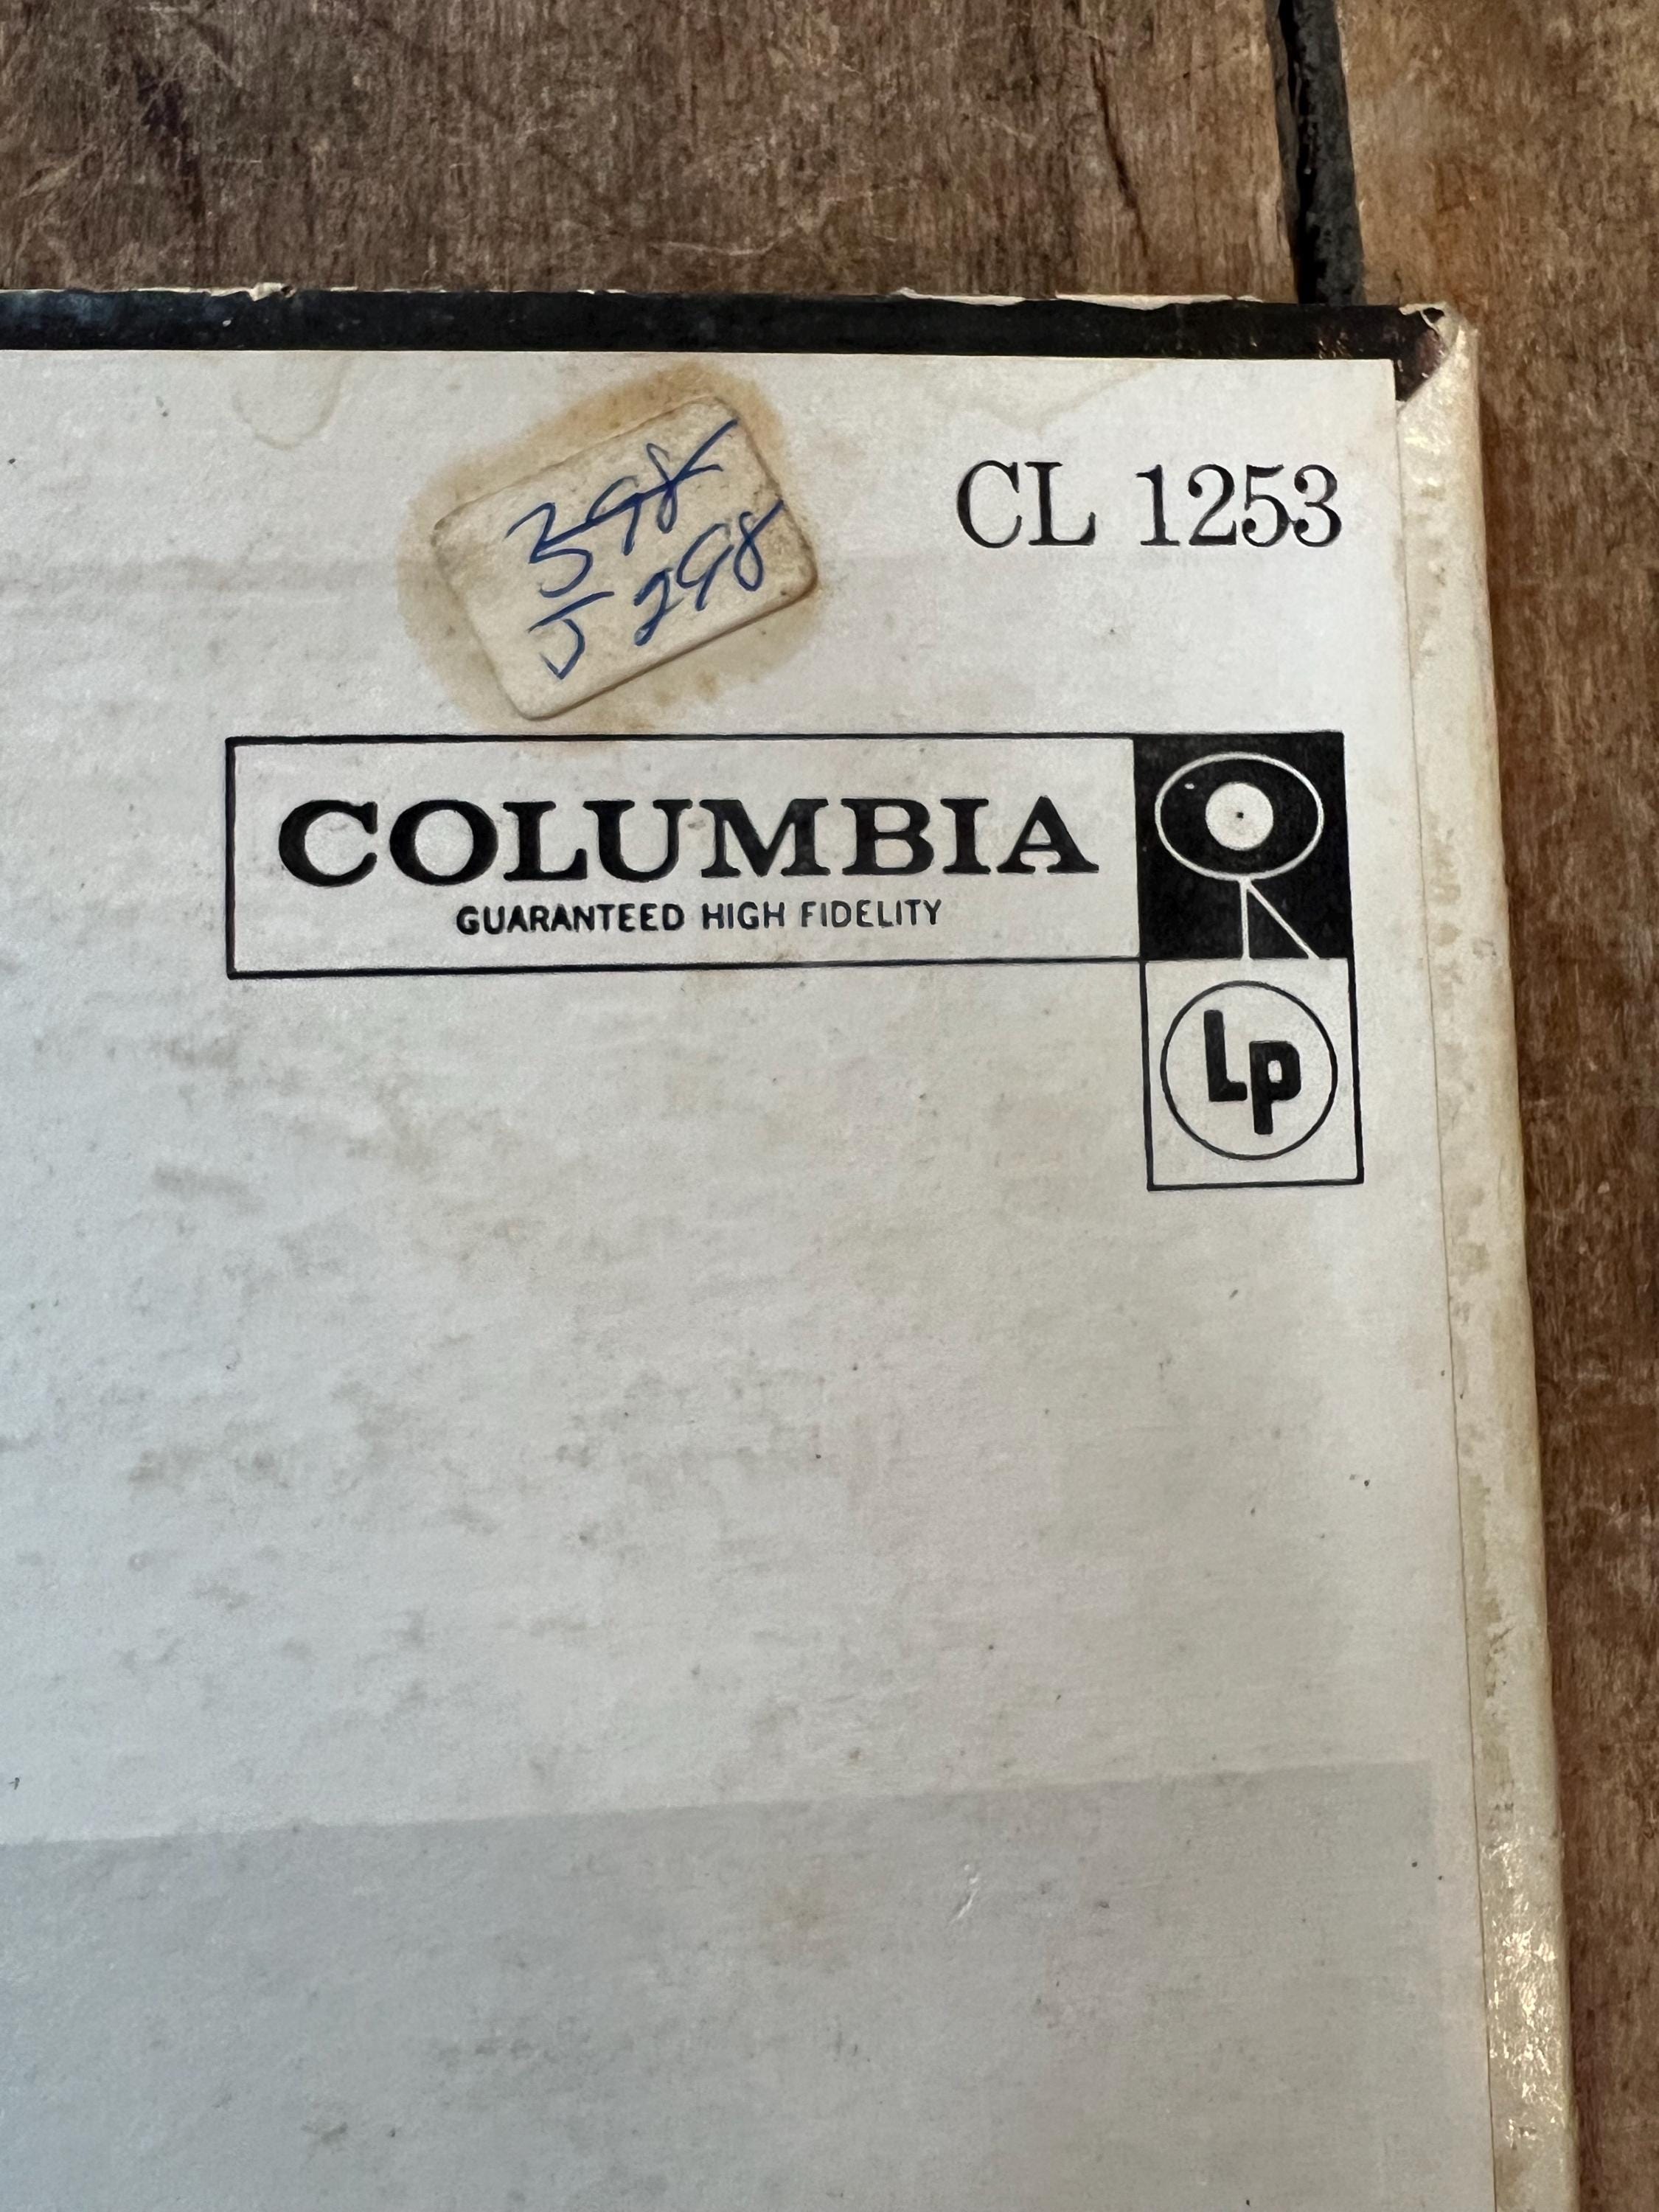 398
J 298
CL 1253
COLUMBIA
GUARANTEED HIGH FIDELITY
Lp